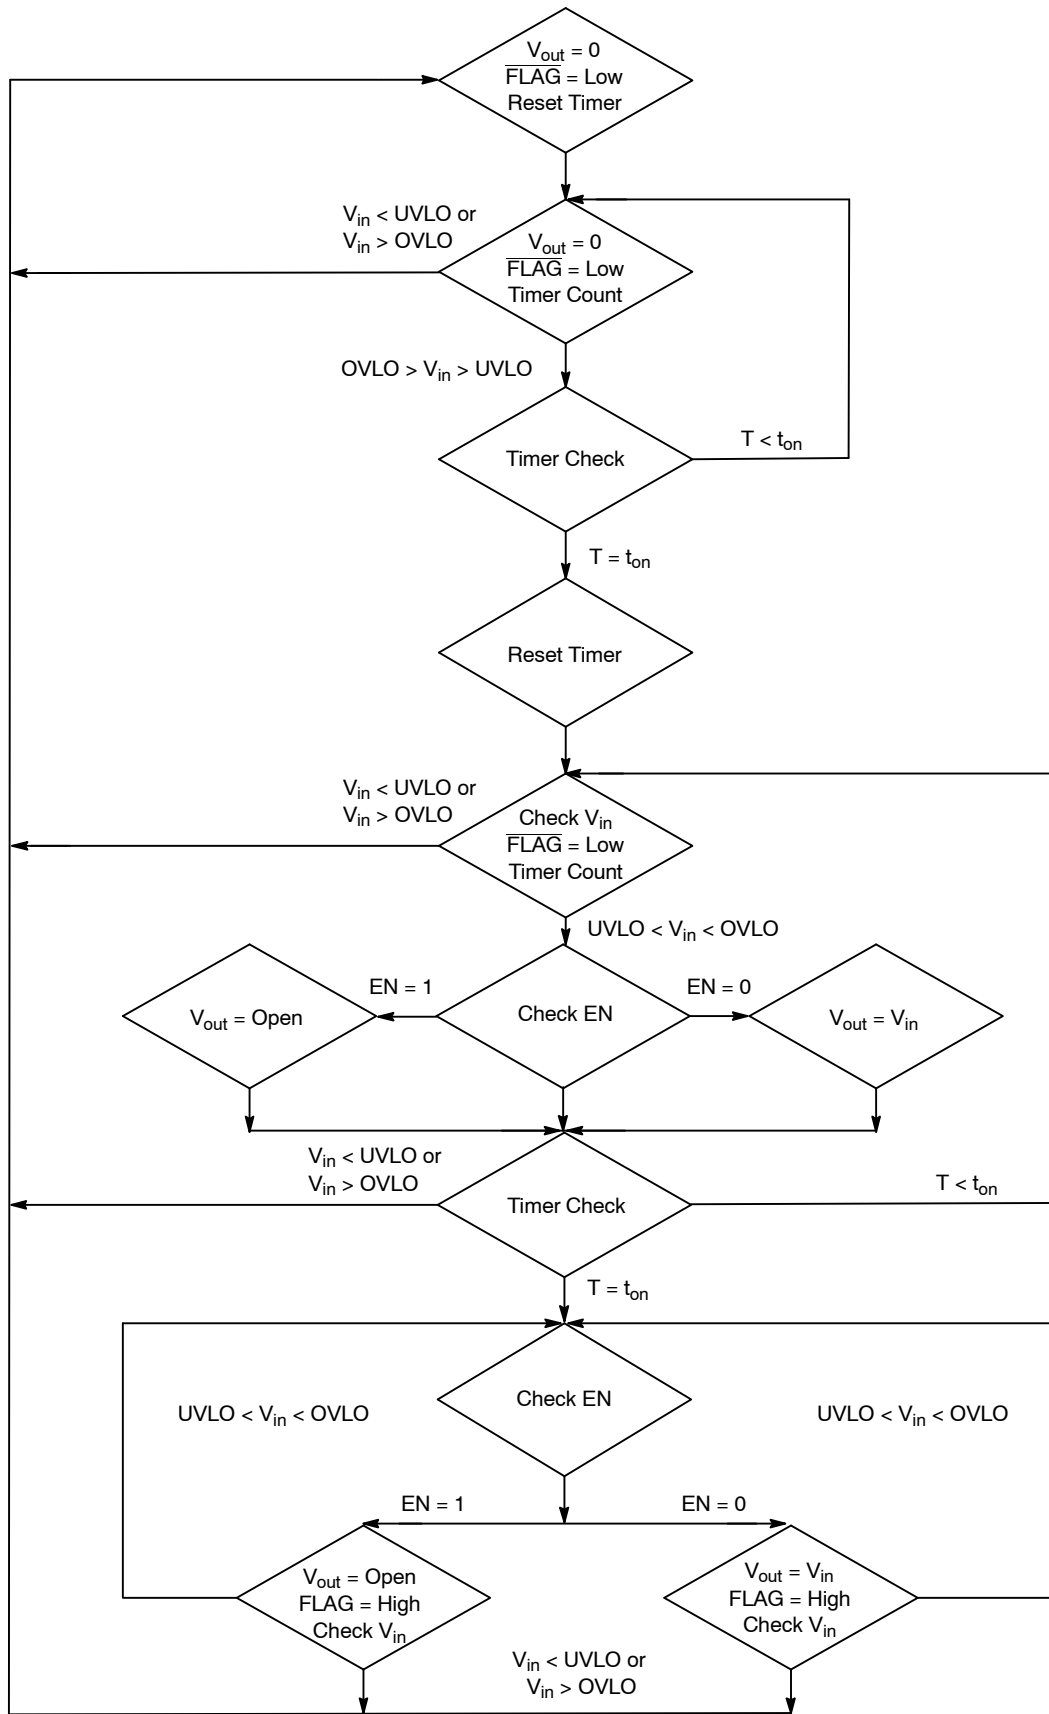 Vout = 0
FLAG = Low
Reset Timer
Vin < UVLO or
Vin > OVLO
Vout = 0
FLAG = Low
Timer Count
OVLO > Vin > UVLO
Timer Check
T < ton
T = ton
Reset Timer
Vin < UVLO or
Vin > OVLO
Check Vin
FLAG = Low
Timer Count
UVLO < Vin < OVLO
EN = 1
EN = 0
Vout = Open
Check EN
Vout = Vin
Vin < UVLO or
Vin > OVLO
Timer Check
T < ton
T = ton
Check EN
UVLO < Vin < OVLO
UVLO < Vin < OVLO
EN = 1
EN = 0
Vout = Open
FLAG = High
Check Vin
Vout = Vin
FLAG = High
Check Vin
Vin < UVLO or
Vin > OVLO